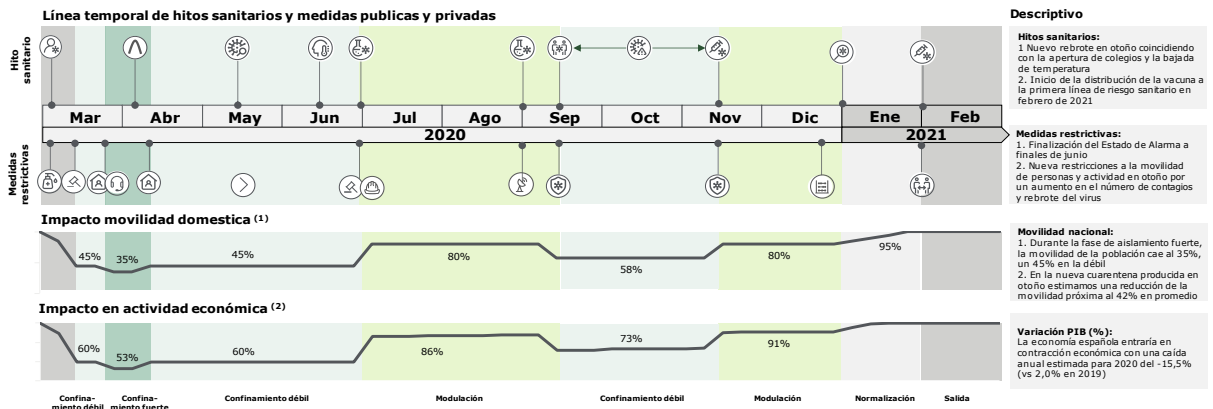 Línea temporal de hitos sanitarios y medidas publicas y privadas
Descriptivo
Hito
sanitario
Hitos sanitarios:
1 Nuevo rebrote en otoño coincidiendo
con la apertura de colegios y la bajada
de temperatura
2. Inicio de la distribución de la vacuna a
la primera línea de riesgo sanitario en
febrero de 2021
Mar Abr May Jun Jul Ago Sep Oct Nov Dic Ene Feb
2020 2021
Medidas
restrictivas
Medidas restrictivas:
1. Finalización del Estado de Alarma a
finales de junio
2. Nueva restricciones a la movilidad
de personas y actividad en otoño por
un aumento en el número de contagios
y rebrote del virus
Impacto movilidad domestica (1)
45% 35% 45% 80% 58% 80% 95%
Movilidad nacional:
1. Durante la fase de aislamiento fuerte,
la movilidad de la población cae al 35%,
un 45% en la débil
2. En la nueva cuarentena producida en
otoño estimamos una reducción de la
movilidad próxima al 42% en promedio
Impacto en actividad económica (2)
60% 53% 60% 86% 73% 91%
Variación PIB (%):
La economía española entraría en
contracción económica con una caída
anual estimada para 2020 del -15,5%
(vs 2,0% en 2019)
Confina-
miento débil
Confina-
miento fuerte
Confinamiento débil
Modulación
Confinamiento débil
Modulación
Normalización
Salida